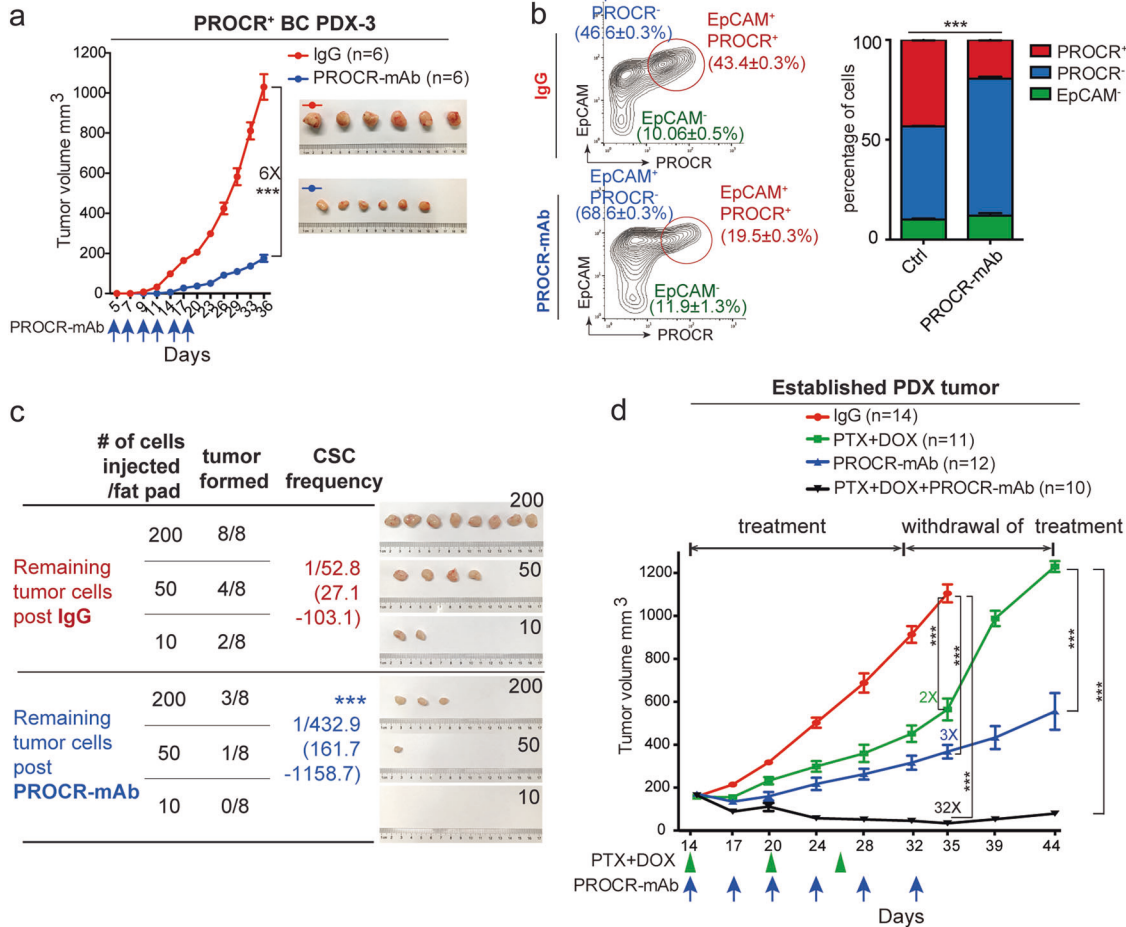 a
PROCR⁺ BC PDX-3
IgG (n=6)
PROCR-mAb (n=6)
Tumor volume mm³
1200
1000
800
600
400
200
0
6X
***
5 7 9 11 14 17 20 23 26 29 33 36
PROCR-mAb
Days
b
IgG
PROCR⁻
(46.6±0.3%)
EpCAM⁺
PROCR⁺
(43.4±0.3%)
EpCAM⁻
(10.06±0.5%)
EpCAM
PROCR
PROCR-mAb
EpCAM⁺
PROCR⁻
(68.6±0.3%)
EpCAM⁺
PROCR⁺
(19.5±0.3%)
EpCAM⁻
(11.9±1.3%)
EpCAM
PROCR
***
percentage of cells
100
50
0
Ctrl
PROCR-mAb
PROCR⁺
PROCR⁻
EpCAM⁻
c
# of cells
injected
/fat pad
tumor
formed
CSC
frequency
Remaining
tumor cells
post IgG
200 8/8
50 4/8
10 2/8
1/52.8
(27.1
-103.1)
200
50
10
Remaining
tumor cells
post
PROCR-mAb
200 3/8
50 1/8
10 0/8
***
1/432.9
(161.7
-1158.7)
200
50
10
d
Established PDX tumor
IgG (n=14)
PTX+DOX (n=11)
PROCR-mAb (n=12)
PTX+DOX+PROCR-mAb (n=10)
treatment
withdrawal of treatment
Tumor volume mm³
1200
1000
800
600
400
200
0
2X
3X
32X
***
***
***
***
***
14 17 20 24 28 32 35 39 44
PTX+DOX
PROCR-mAb
Days